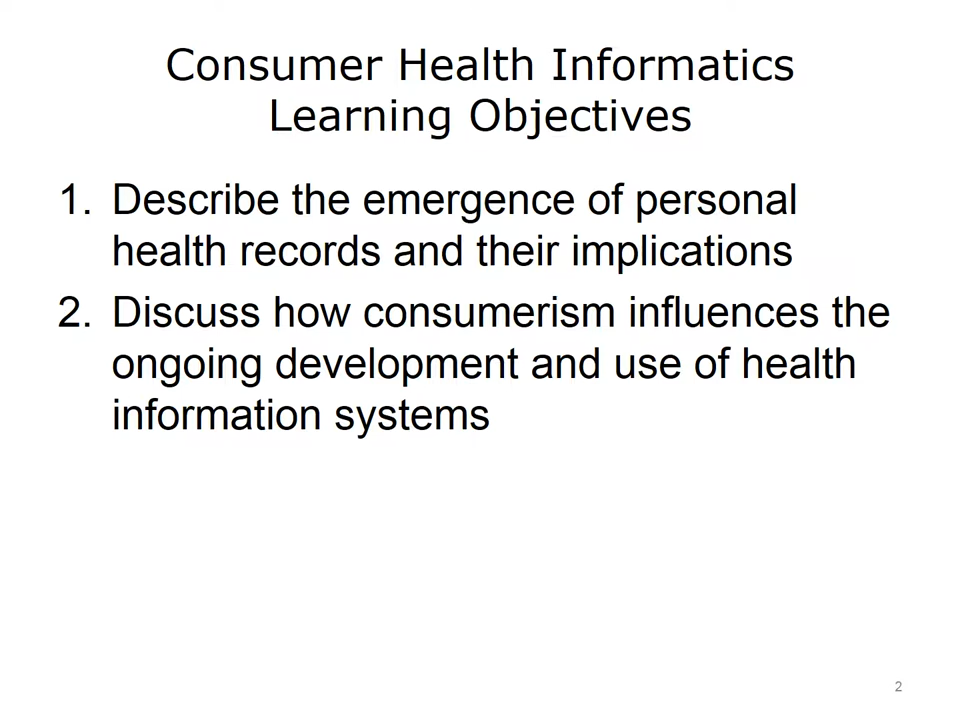 Consumer Health Informatics
Learning Objectives
1. Describe the emergence of personal
health records and their implications
2. Discuss how consumerism influences the
ongoing development and use of health
information systems
2